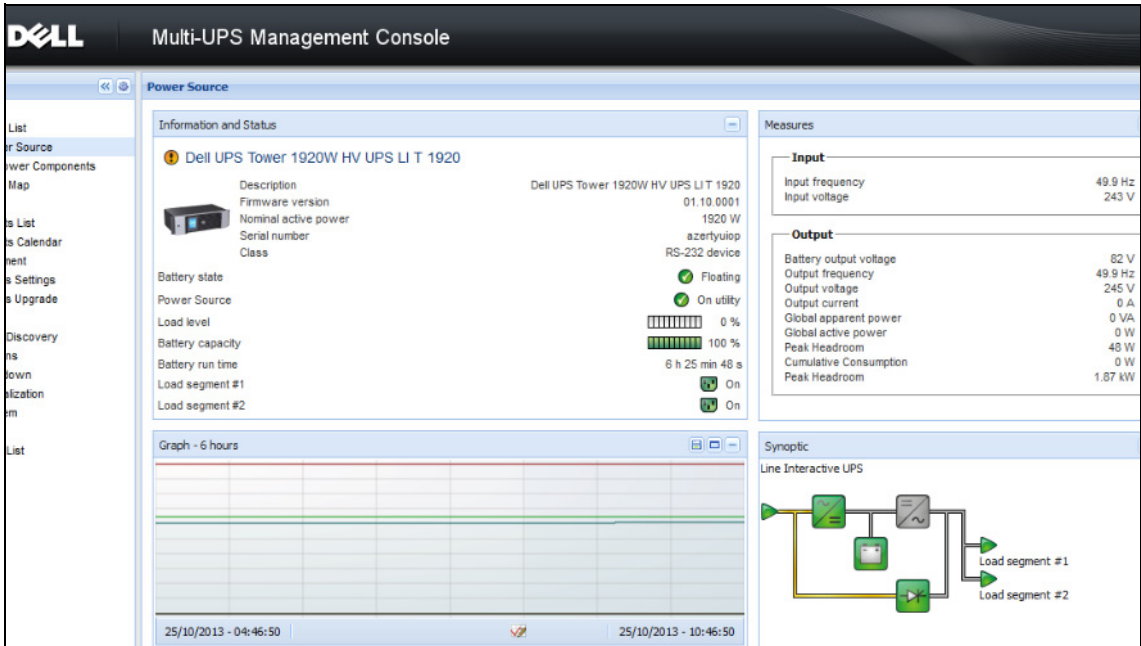 DELL
Multi-UPS Management Console
Power Source
List
Source
Components
Map
List
Calendar
Settings
Upgrade
Discovery
List
Information and Status
Dell UPS Tower 1920W HV UPS LI T 1920
Description Dell UPS Tower 1920W HV UPS LI T 1920
Firmware version 01.10.0001
Nominal active power 1920 W
Serial number azertyuiop
Class RS-232 device
Battery state Floating
Power Source On utility
Load level 0 %
Battery capacity 100 %
Battery run time 6 h 25 min 48 s
Load segment #1 On
Load segment #2 On
Measures
Input
Input frequency 49.9 Hz
Input voltage 243 V
Output
Battery output voltage 82 V
Output frequency 49.9 Hz
Output voltage 245 V
Output current 0 A
Global apparent power 0 VA
Global active power 0 W
Peak Headroom 48 W
Cumulative Consumption 0 W
Peak Headroom 1.87 kW
Graph - 6 hours
25/10/2013 - 04:46:50 25/10/2013 - 10:46:50
Synoptic
Line Interactive UPS
Load segment #1
Load segment #2